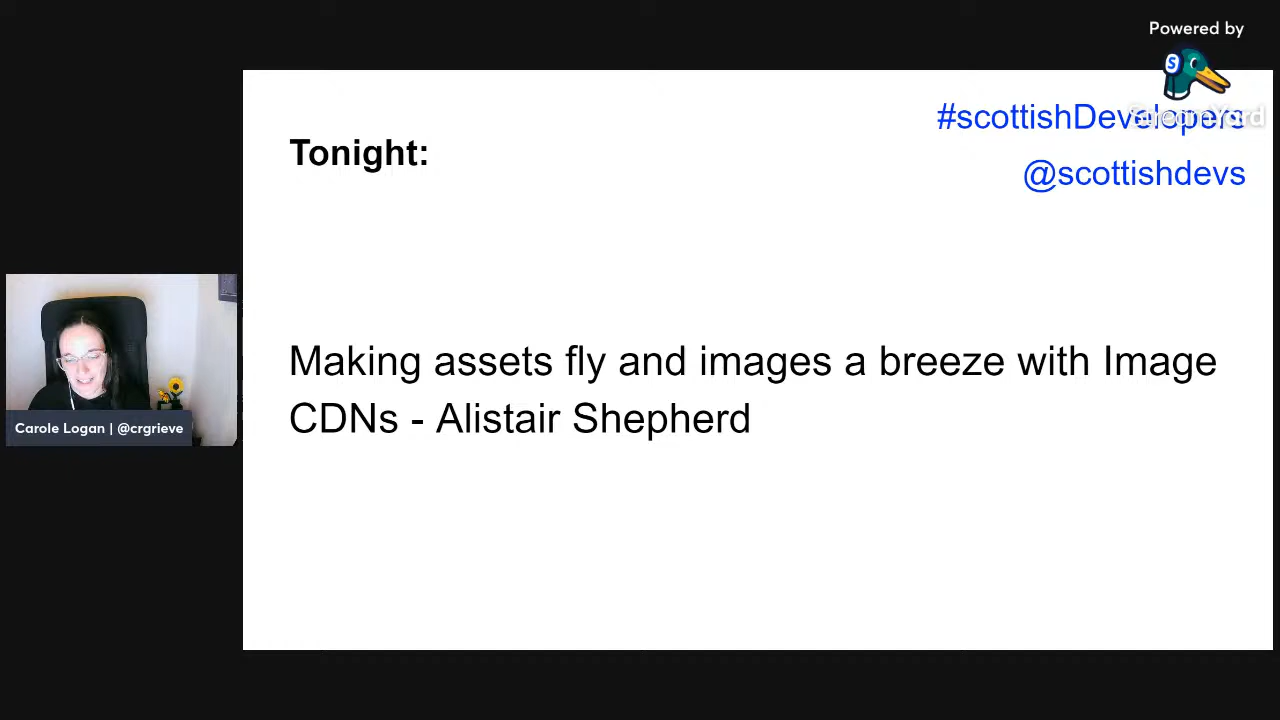 Powered by
StreamYard
#scottishDevelopers
@scottishdevs
Tonight:
Making assets fly and images a breeze with Image
CDNs - Alistair Shepherd
Carole Logan | @crgrieve